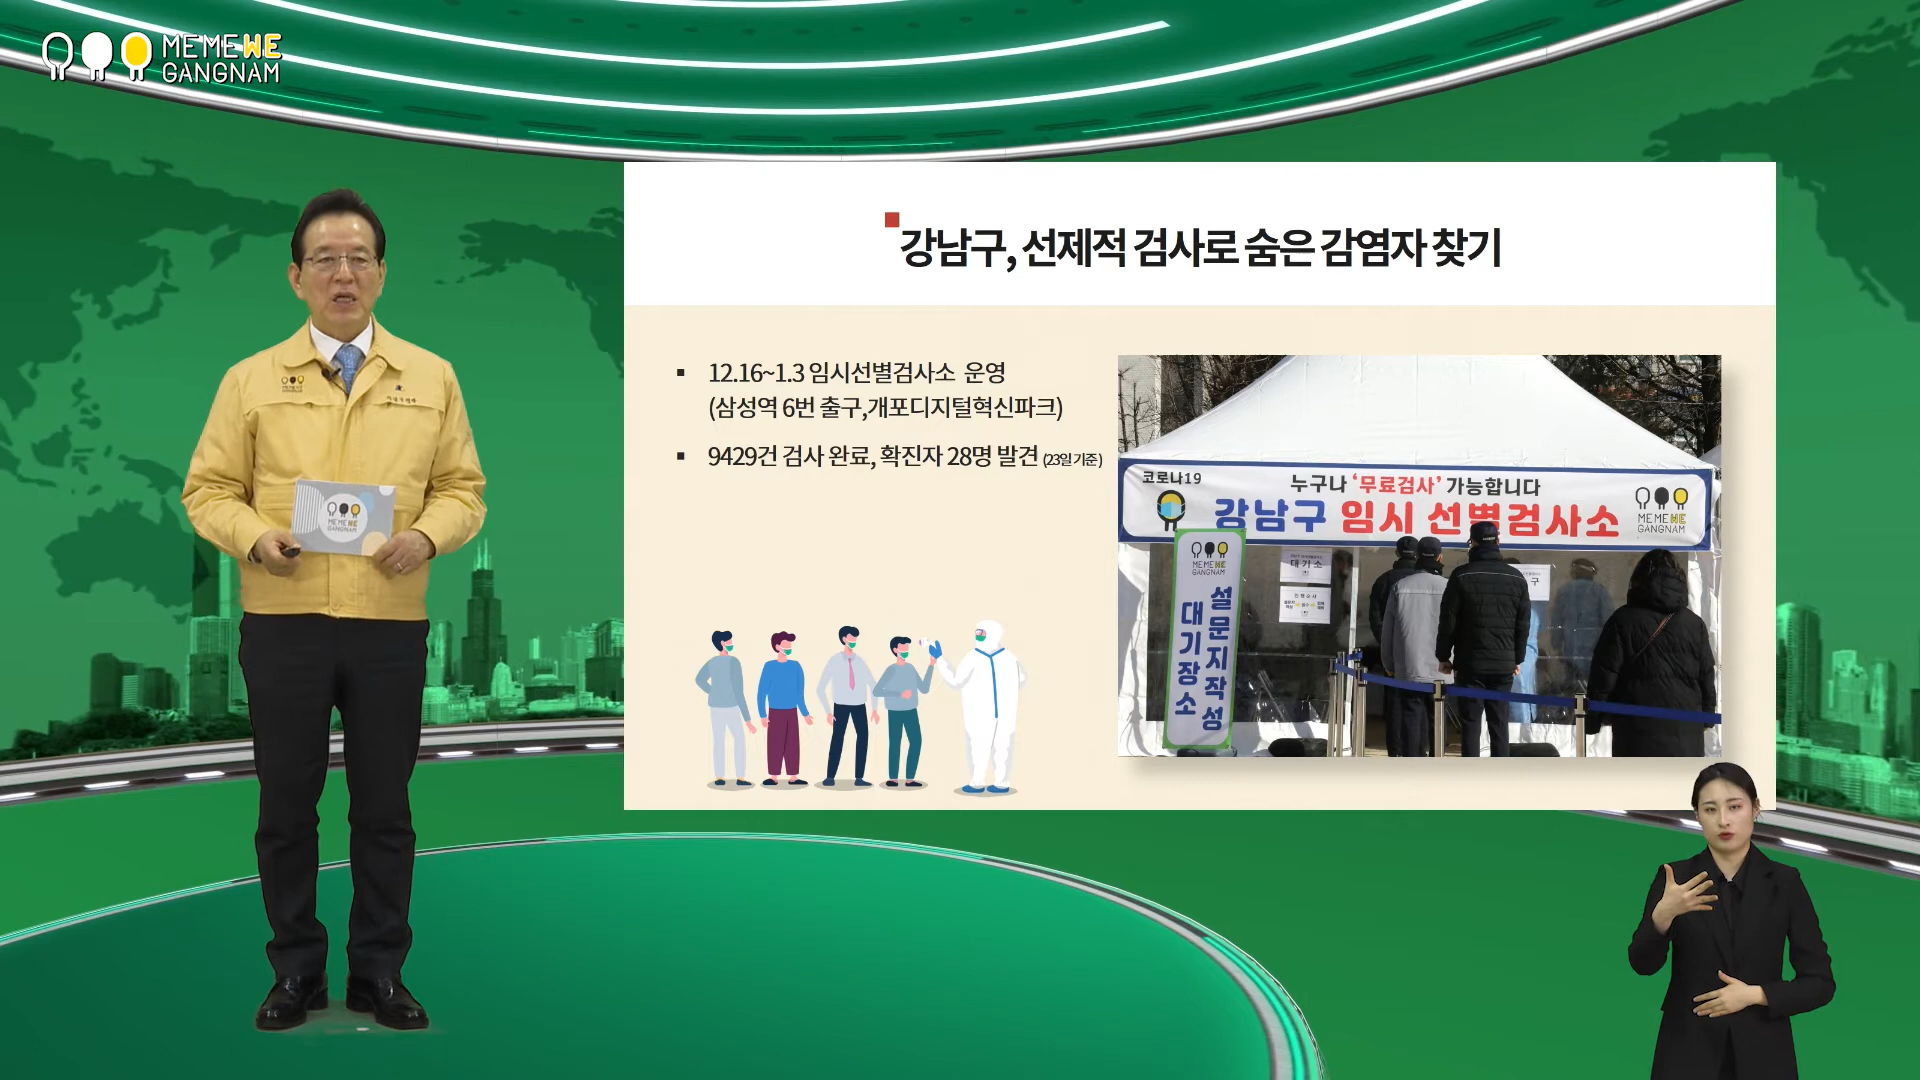 MEMEWE
GANGNAM
강남구, 선제적 검사로 숨은 감염자 찾기
▪ 12.16~1.3 임시선별검사소 운영
(삼성역 6번 출구,개포디지털혁신파크)
▪ 9429건 검사 완료, 확진자 28명 발견 (23일 기준)
코로나19
누구나 '무료검사' 가능합니다
강남구 임시 선별검사소
MEMEWE
GANGNAM
MEMEWE
GANGNAM
설문지작성
대기장소
대기소
MEMEWE
GANGNAM